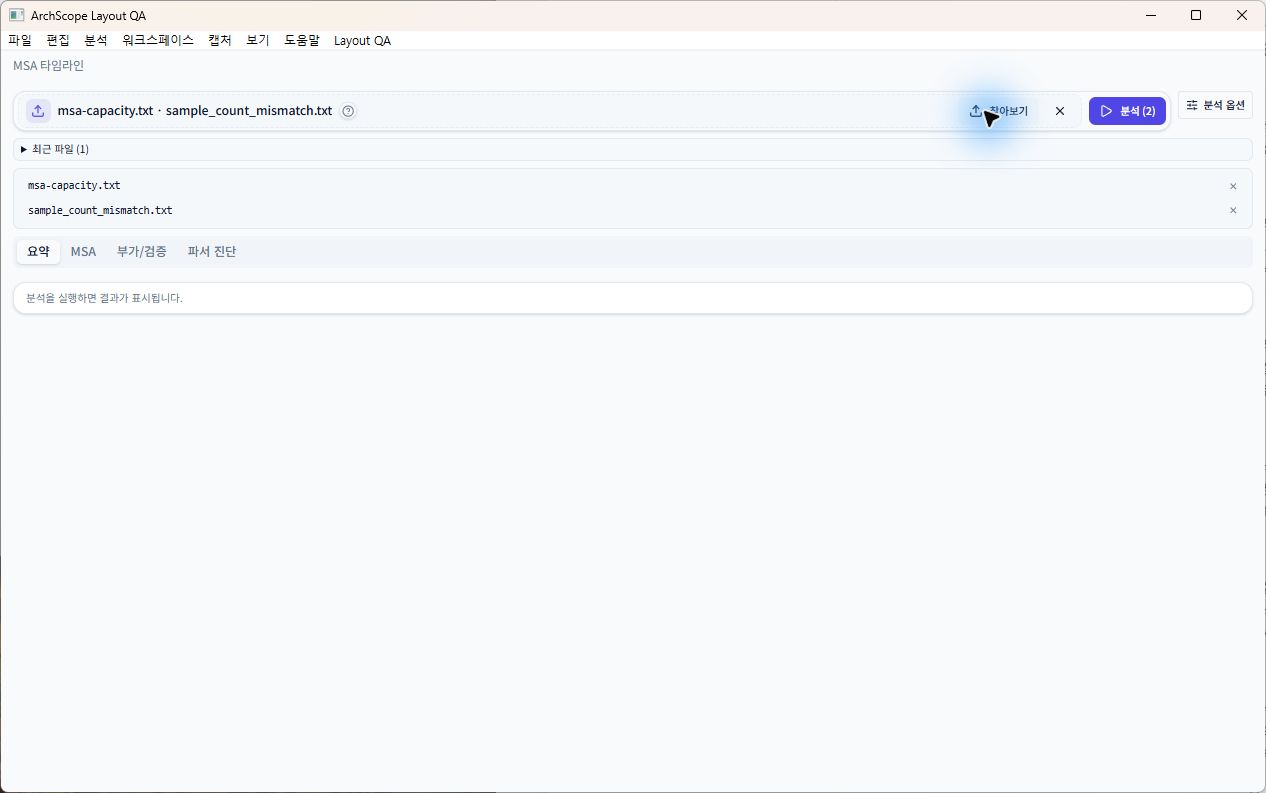 ArchScope Layout QA
파일 편집 분석 워크스페이스 캡처 보기 도움말 Layout QA
MSA 타임라인
msa-capacity.txt · sample_count_mismatch.txt ? 찾아보기 × 분석 (2) 분석 옵션
▶ 최근 파일 (1)
msa-capacity.txt ×
sample_count_mismatch.txt ×
요약 MSA 부가/검증 파서 진단
분석을 실행하면 결과가 표시됩니다.